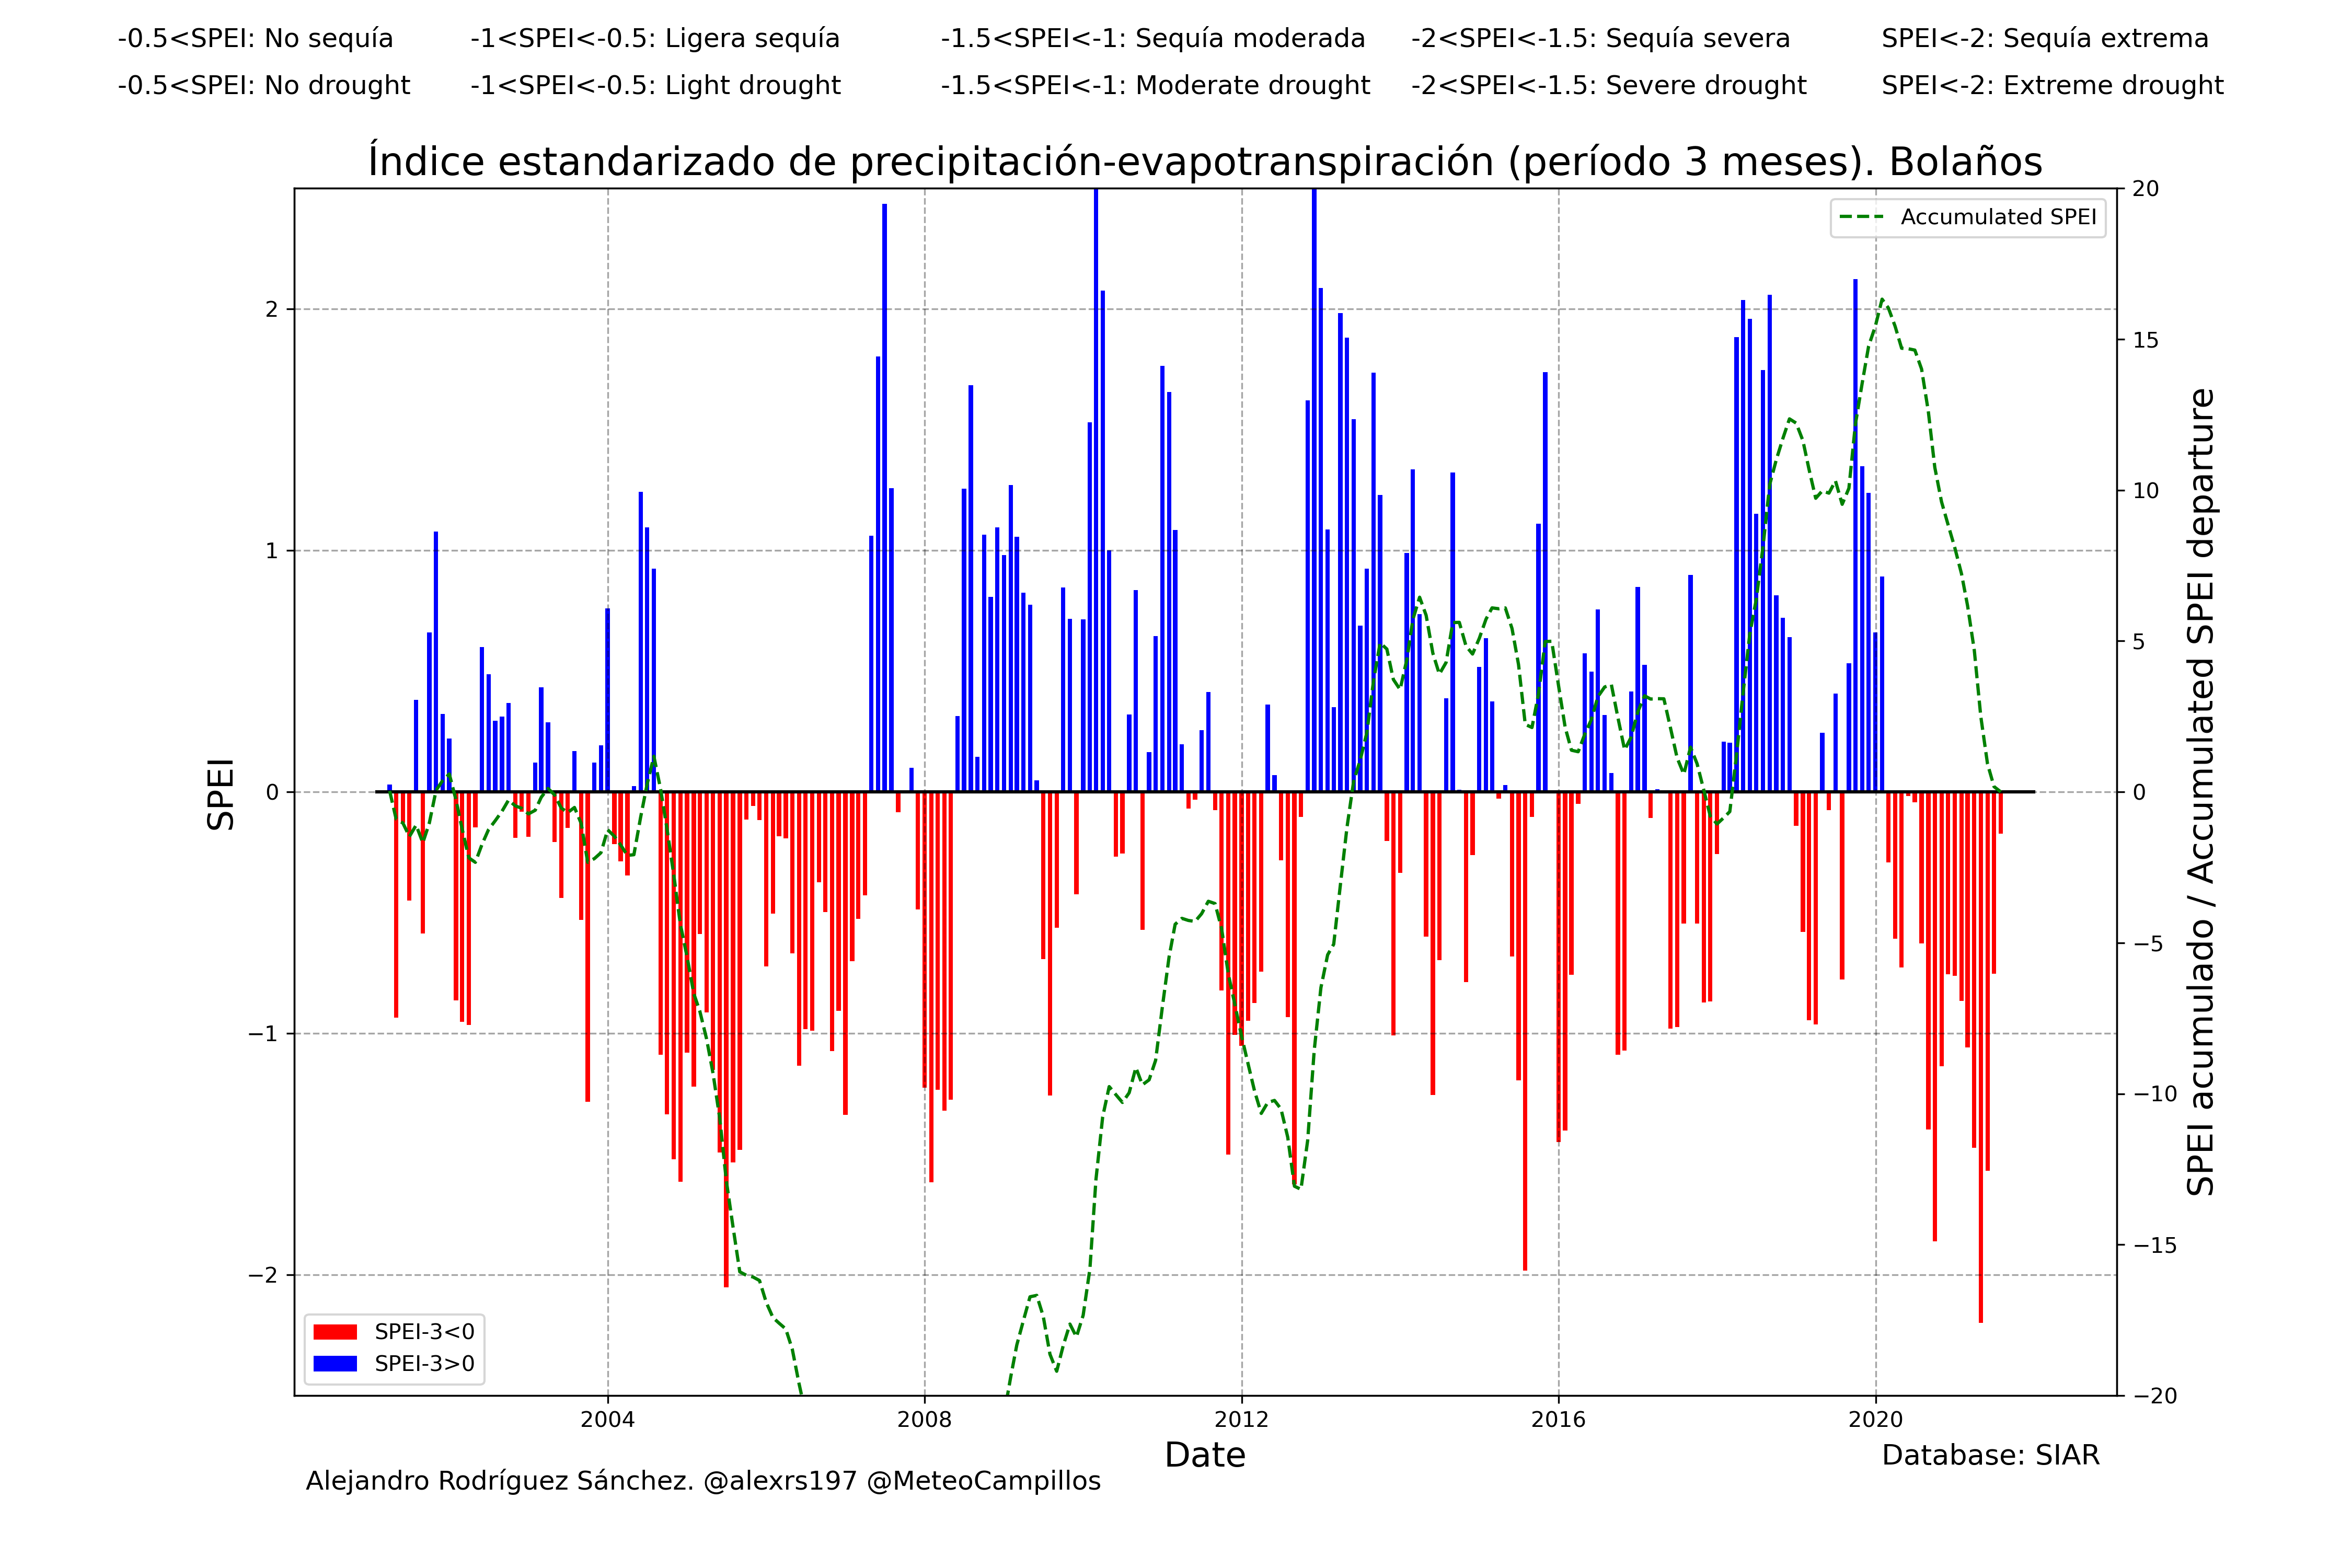 -0.5<SPEI: No sequía -1<SPEI<-0.5: Ligera sequía -1.5<SPEI<-1: Sequía moderada -2<SPEI<-1.5: Sequía severa SPEI<-2: Sequía extrema
-0.5<SPEI: No drought -1<SPEI<-0.5: Light drought -1.5<SPEI<-1: Moderate drought -2<SPEI<-1.5: Severe drought SPEI<-2: Extreme drought
Índice estandarizado de precipitación-evapotranspiración (período 3 meses). Bolaños
Accumulated SPEI
SPEI
2
1
0
−1
−2
20
15
10
5
0
−5
−10
−15
−20
SPEI acumulado / Accumulated SPEI departure
SPEI-3<0
SPEI-3>0
2004 2008 2012 2016 2020
Date
Database: SIAR
Alejandro Rodríguez Sánchez. @alexrs197 @MeteoCampillos